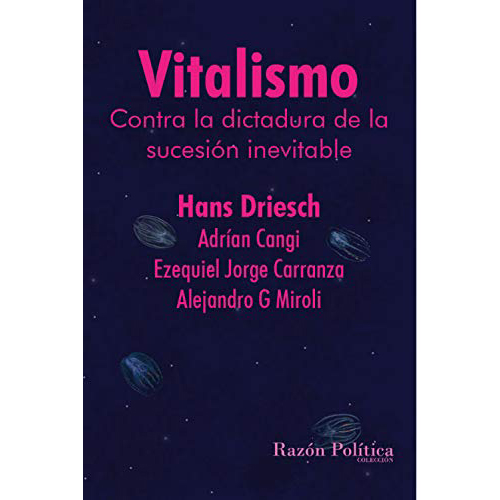 Vitalismo
Contra la dictadura de la
sucesión inevitable
Hans Driesch
Adrían Cangi
Ezequiel Jorge Carranza
Alejandro G Miroli
Razón Política
COLECCIÓN